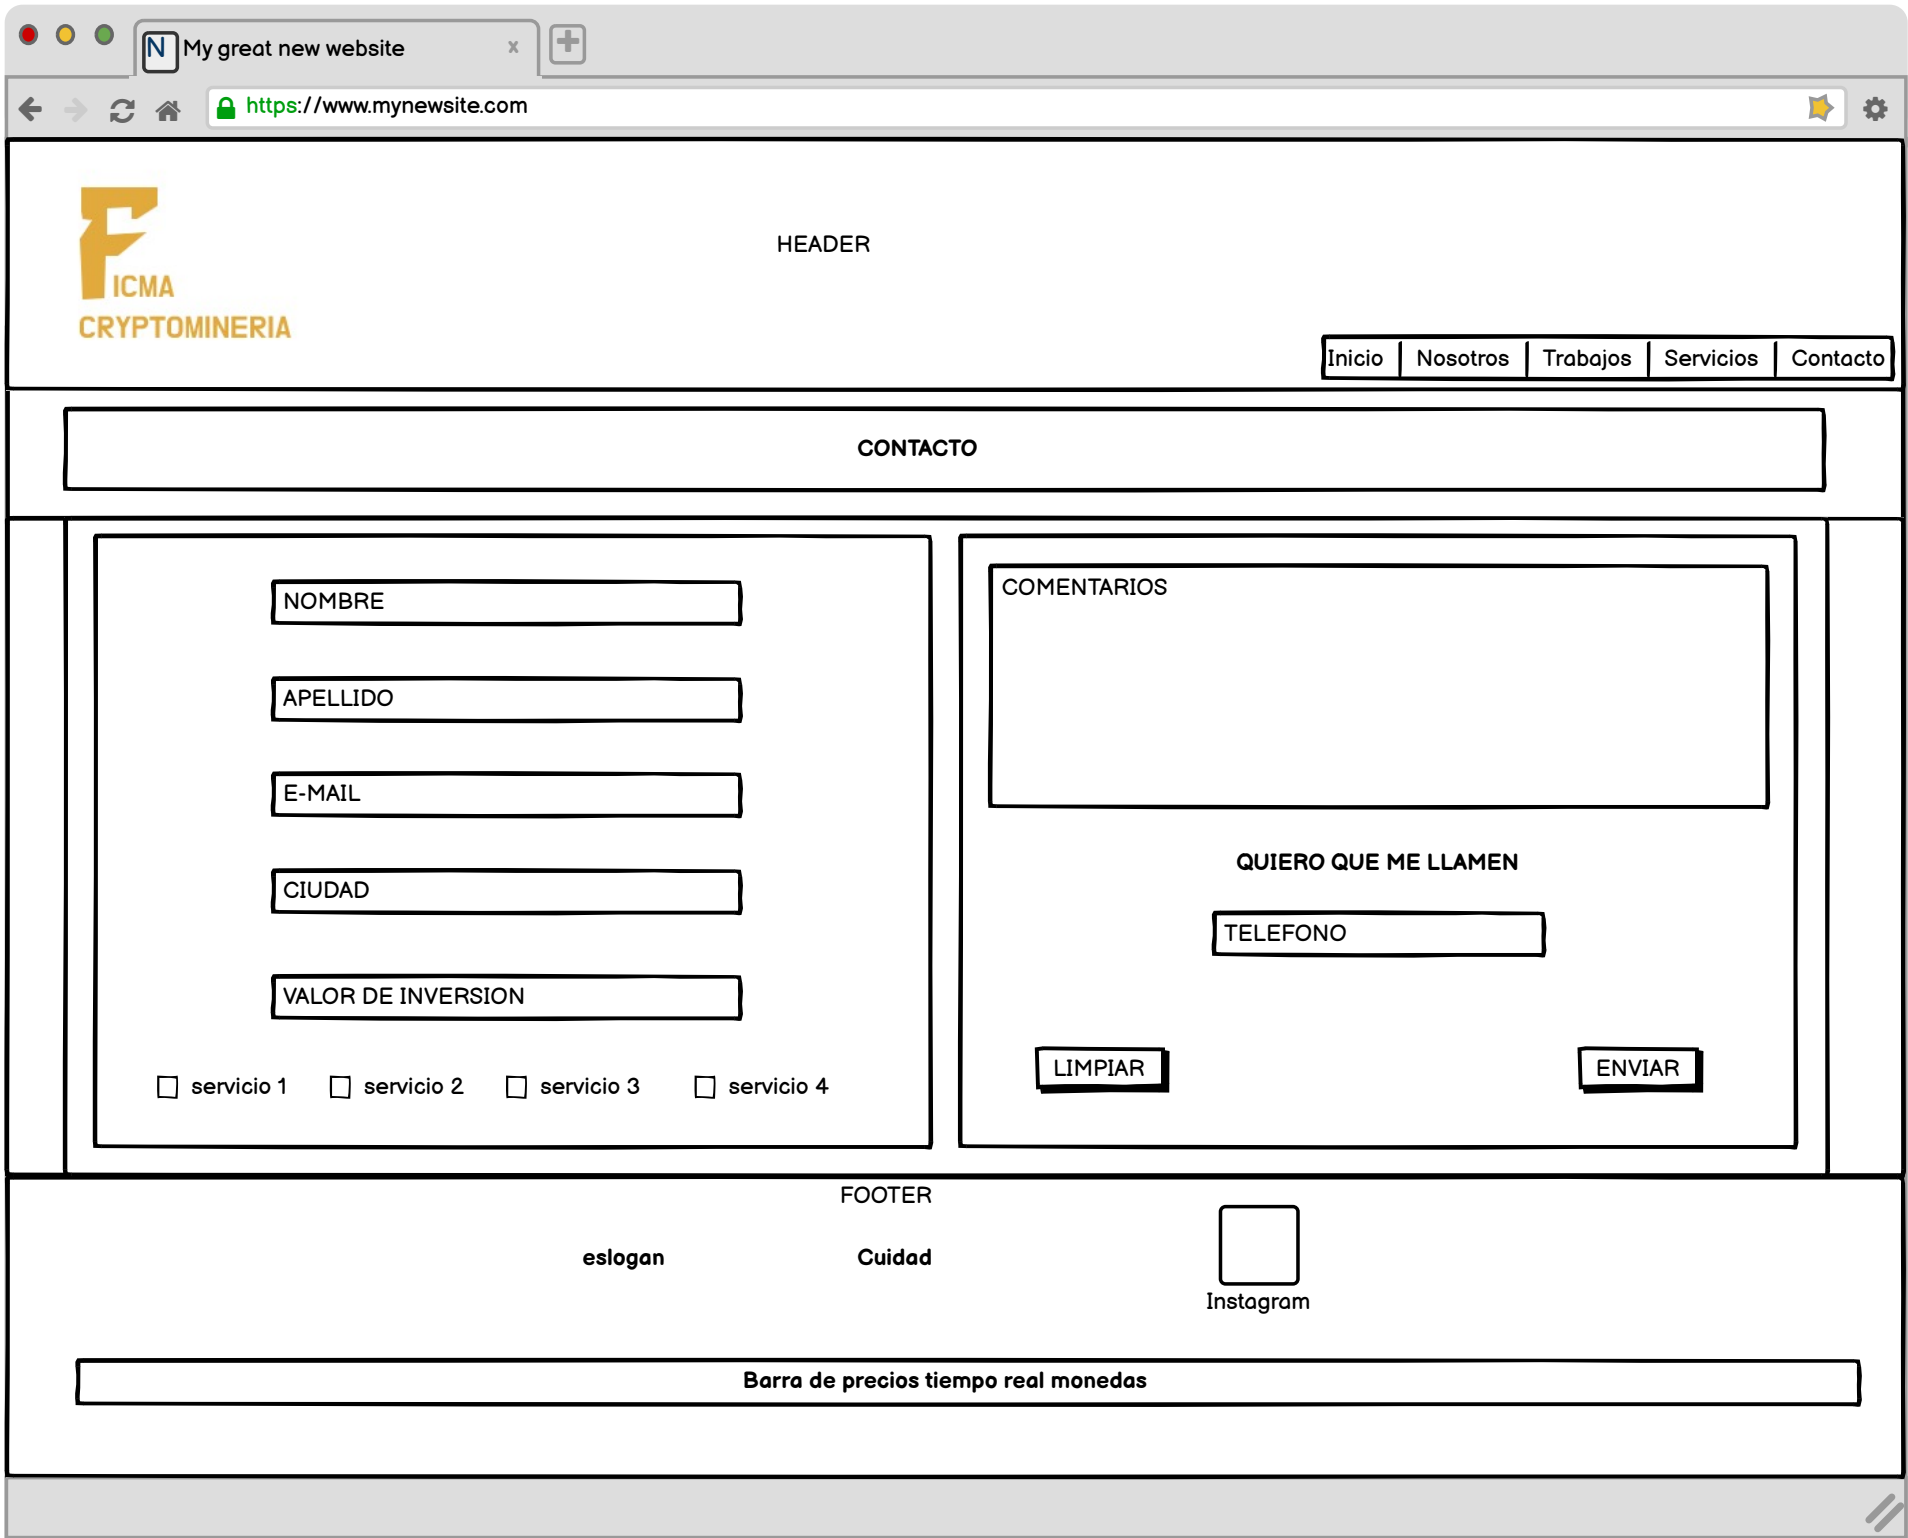 N My great new website x
https://www.mynewsite.com
HEADER
F
ICMA
CRYPTOMINERIA
Inicio Nosotros Trabajos Servicios Contacto
CONTACTO
NOMBRE
APELLIDO
E-MAIL
CIUDAD
VALOR DE INVERSION
servicio 1 servicio 2 servicio 3 servicio 4
COMENTARIOS
QUIERO QUE ME LLAMEN
TELEFONO
LIMPIAR ENVIAR
FOOTER
eslogan Cuidad
Instagram
Barra de precios tiempo real monedas